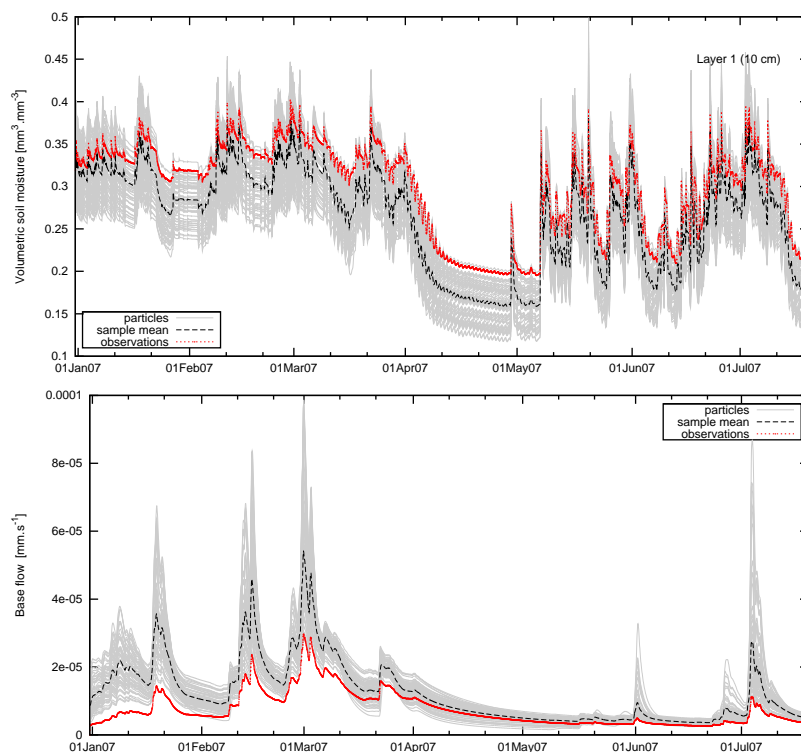 0.5
0.45
0.4
0.35
0.3
0.25
0.2
0.15
0.1
Volumetric soil moisture [mm³.mm⁻³]
Layer 1 (10 cm)
particles
sample mean
observations
01Jan07 01Feb07 01Mar07 01Apr07 01May07 01Jun07 01Jul07
0.0001
8e-05
6e-05
4e-05
2e-05
0
Base flow [mm.s⁻¹]
particles
sample mean
observations
01Jan07 01Feb07 01Mar07 01Apr07 01May07 01Jun07 01Jul07